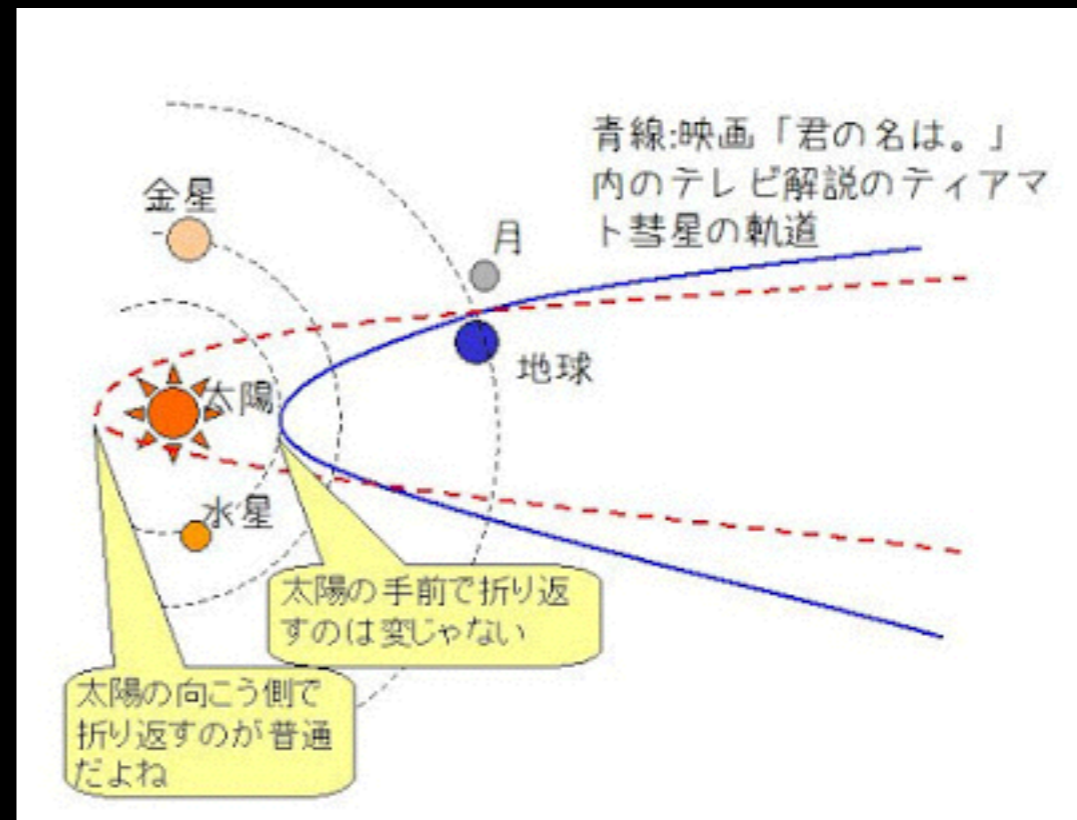 青線:映画「君の名は。」
内のテレビ解説のティアマ
ト彗星の軌道
金星
月
地球
太陽
水星
太陽の手前で折り返
すのは変じゃない
太陽の向こう側で
折り返すのが普通
だよね